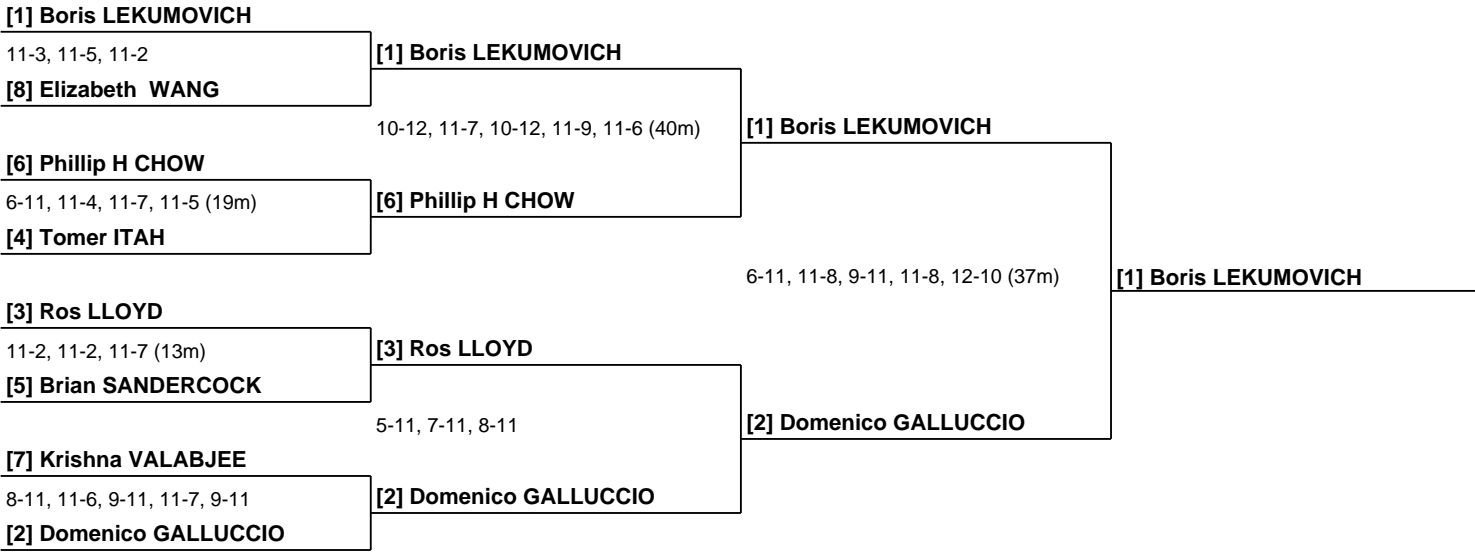 [1] Boris LEKUMOVICH
11-3, 11-5, 11-2
[8] Elizabeth  WANG
[1] Boris LEKUMOVICH
10-12, 11-7, 10-12, 11-9, 11-6 (40m)
[1] Boris LEKUMOVICH
[6] Phillip H CHOW
6-11, 11-4, 11-7, 11-5 (19m)
[4] Tomer ITAH
[6] Phillip H CHOW
6-11, 11-8, 9-11, 11-8, 12-10 (37m)
[1] Boris LEKUMOVICH
[3] Ros LLOYD
11-2, 11-2, 11-7 (13m)
[5] Brian SANDERCOCK
[3] Ros LLOYD
5-11, 7-11, 8-11
[2] Domenico GALLUCCIO
[7] Krishna VALABJEE
8-11, 11-6, 9-11, 11-7, 9-11
[2] Domenico GALLUCCIO
[2] Domenico GALLUCCIO